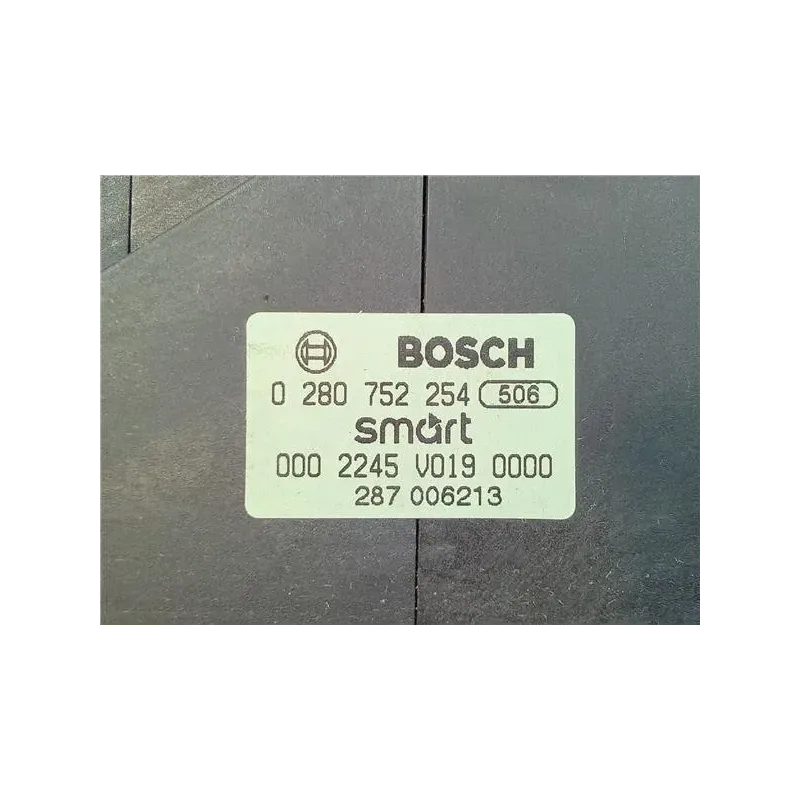 BOSCH
0 280 752 254 506
smart
000 2245 V019 0000
287 006213